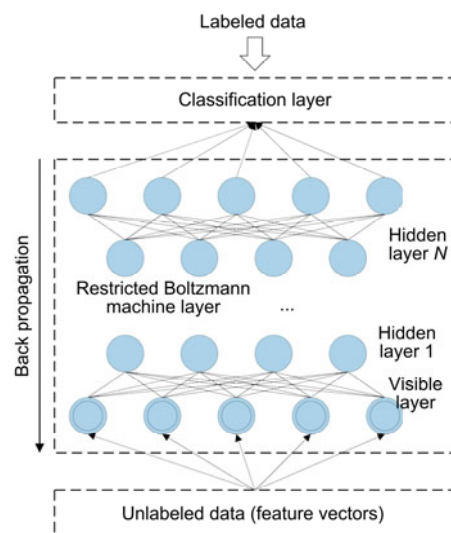 Labeled data
Classification layer
Back propagation
Hidden
layer N
Restricted Boltzmann
machine layer
...
Hidden
layer 1
Visible
layer
Unlabeled data (feature vectors)